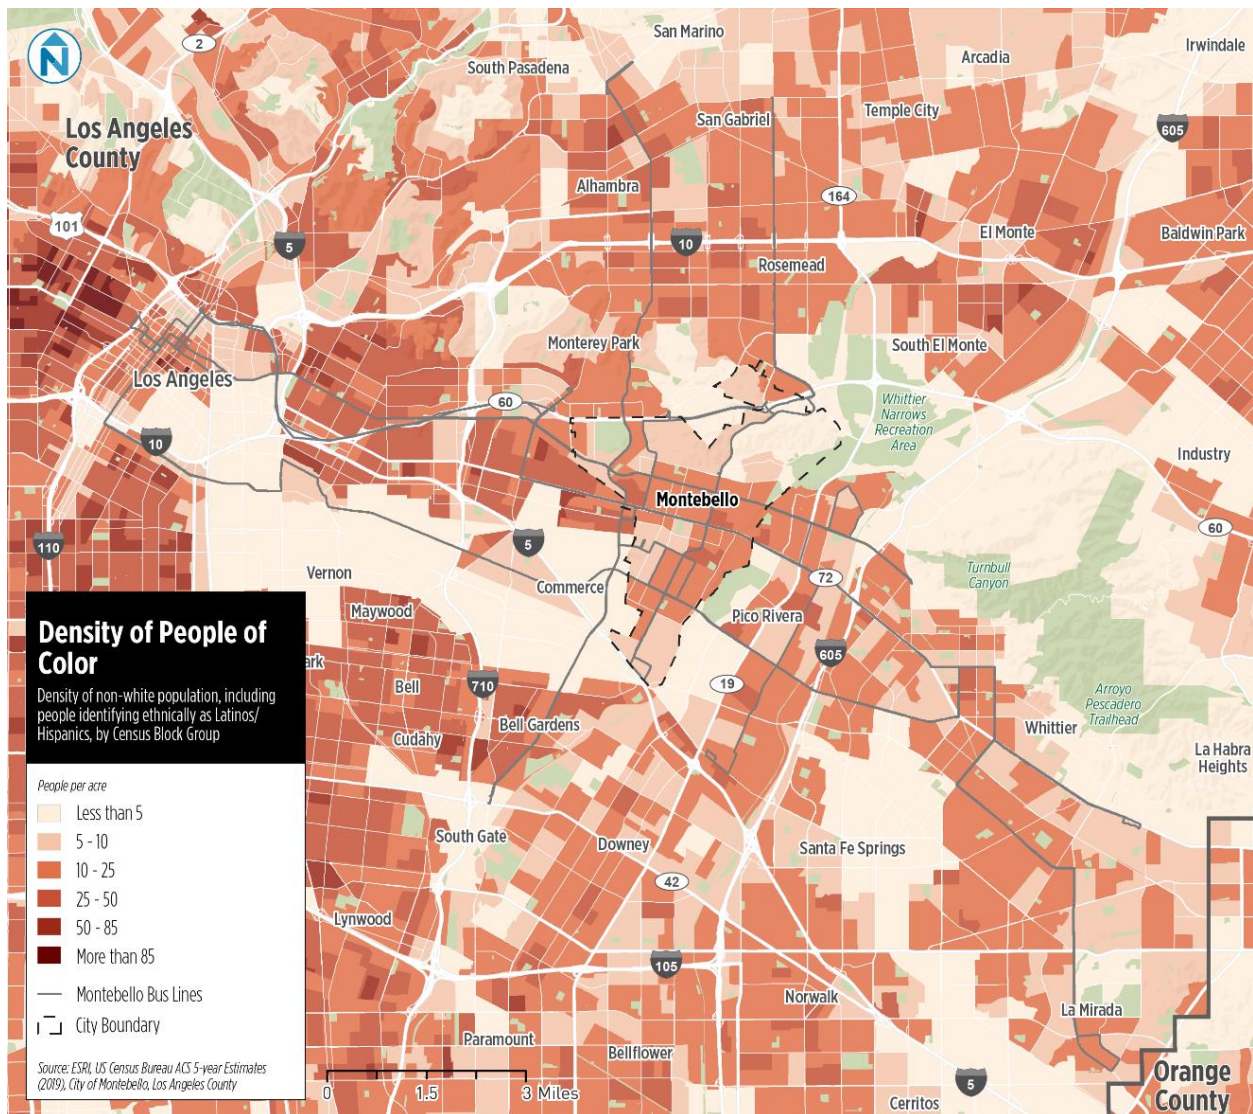 N
2
San Marino
Arcadia
Irwindale
South Pasadena
Los Angeles
County
San Gabriel
Temple City
605
Alhambra
164
101
5
10
El Monte
Baldwin Park
Rosemead
Monterey Park
South El Monte
Los Angeles
60
Whittier
Narrows
Recreation
Area
10
Industry
Montebello
60
110
5
Vernon
Commerce
72
Turnbull
Canyon
Maywood
Pico Rivera
ark
Bell
710
19
605
Arroyo
Pescadero
Trailhead
Bell Gardens
Cudahy
Whittier
La Habra
Heights
South Gate
Downey
Santa Fe Springs
42
Lynwood
105
Norwalk
La Mirada
Paramount
Bellflower
5
Cerritos
Orange
County
Density of People of
Color
Density of non-white population, including
people identifying ethnically as Latinos/
Hispanics, by Census Block Group
People per acre
Less than 5
5 - 10
10 - 25
25 - 50
50 - 85
More than 85
Montebello Bus Lines
City Boundary
Source: ESRI, US Census Bureau ACS 5-year Estimates
(2019), City of Montebello, Los Angeles County
0 1.5 3 Miles